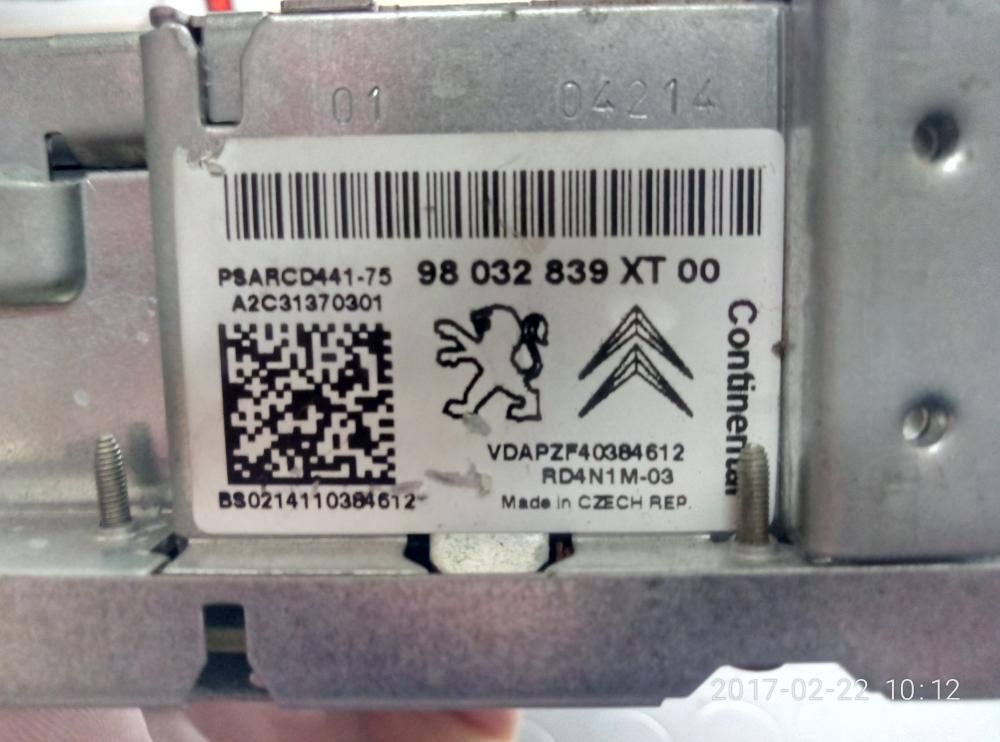 01 04214
PSARCD441-75
98 032 839 XT 00
A2C31370301
Continental
VDAPZF40384612
RD4N1M-03
BS0214110384612
Made in CZECH REP.
2017-02-22 10:12